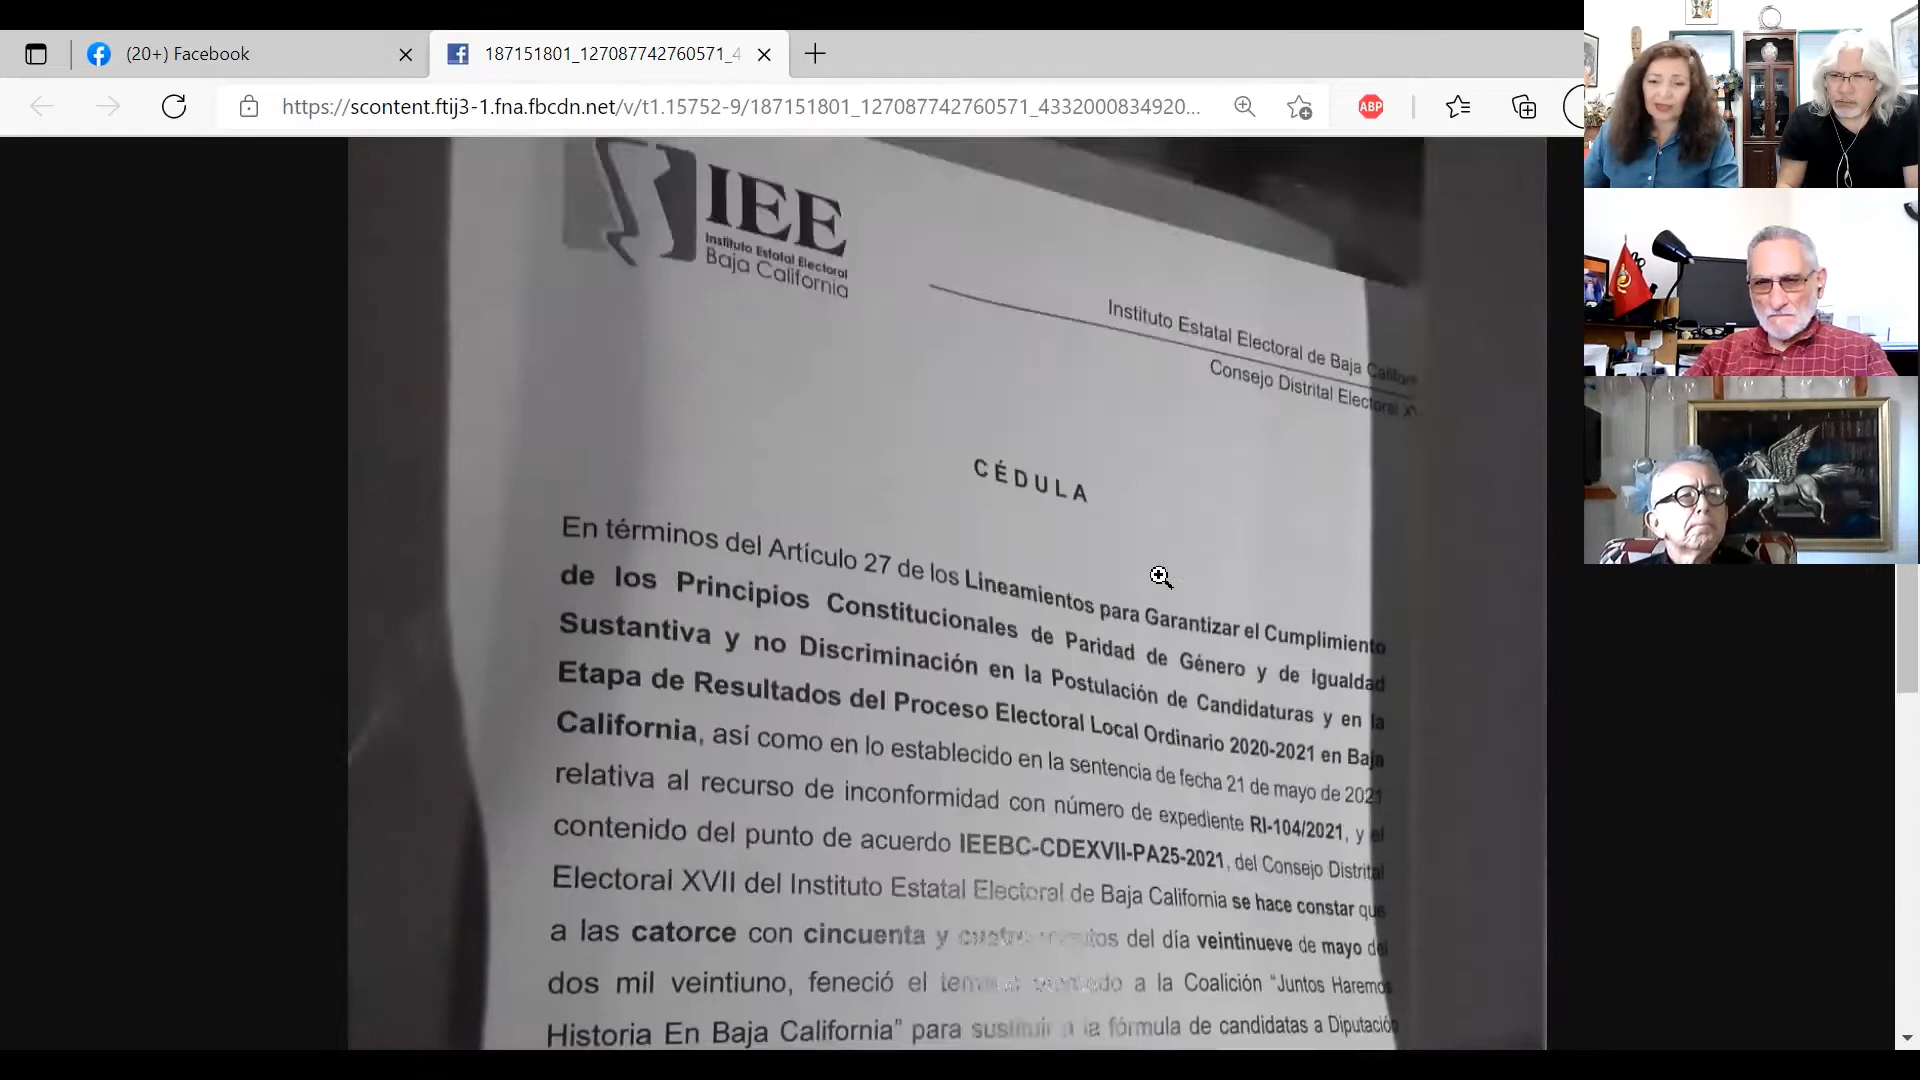 (20+) Facebook
187151801_127087742760571_4
https://scontent.ftij3-1.fna.fbcdn.net/v/t1.15752-9/187151801_127087742760571_4332000834920...
ABP
IEE
Instituto Estatal Electoral
Baja California
Instituto Estatal Electoral de Baja
Consejo Distrital Electoral
CÉDULA
En términos del Artículo 27 de los Lineamientos para Garantizar el Cumplimiento
de los Principios Constitucionales de Paridad de Género y de Igualdad
Sustantiva y no Discriminación en la Postulación de Candidaturas y en la
Etapa de Resultados del Proceso Electoral Local Ordinario 2020-2021 en Baja
California, así como en lo establecido en la sentencia de fecha 21 de mayo de 2021
relativa al recurso de inconformidad con número de expediente RI-104/2021, y el
contenido del punto de acuerdo IEEBC-CDEXVII-PA25-2021, del Consejo Distrital
Electoral XVII del Instituto Estatal Electoral de Baja California se hace constar que
a las catorce con cincuenta y cuatro minutos del día veintinueve de mayo del
dos mil veintiuno, feneció el a la Coalición "Juntos Haremos
Historia En Baja California" para sustituir a la fórmula de candidatas a Diputación